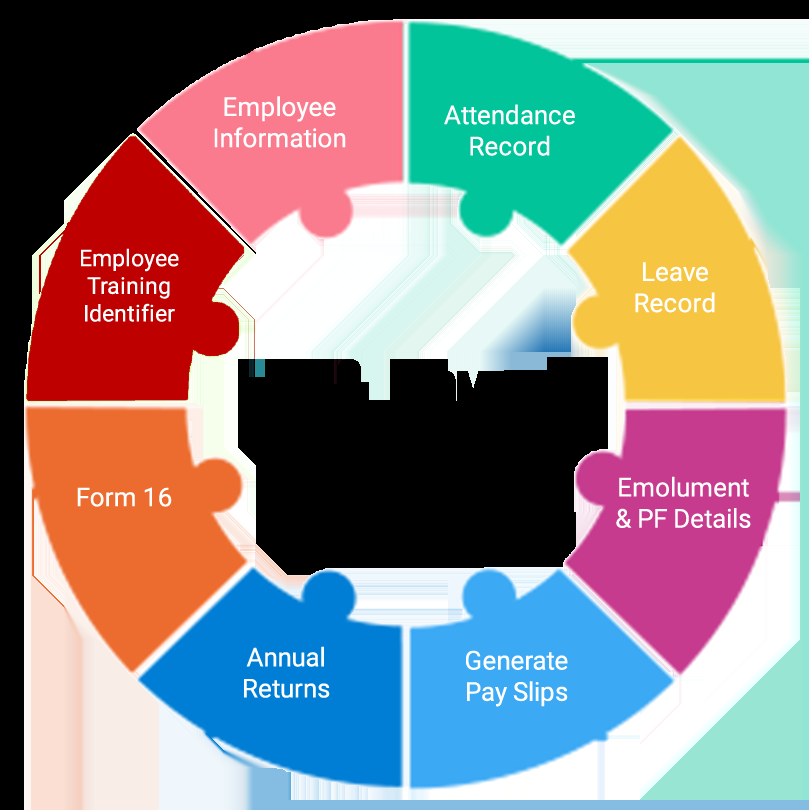 Employee
Information
Attendance
Record
Leave
Record
Emolument
& PF Details
Generate
Pay Slips
Annual
Returns
Form 16
Employee
Training
Identifier